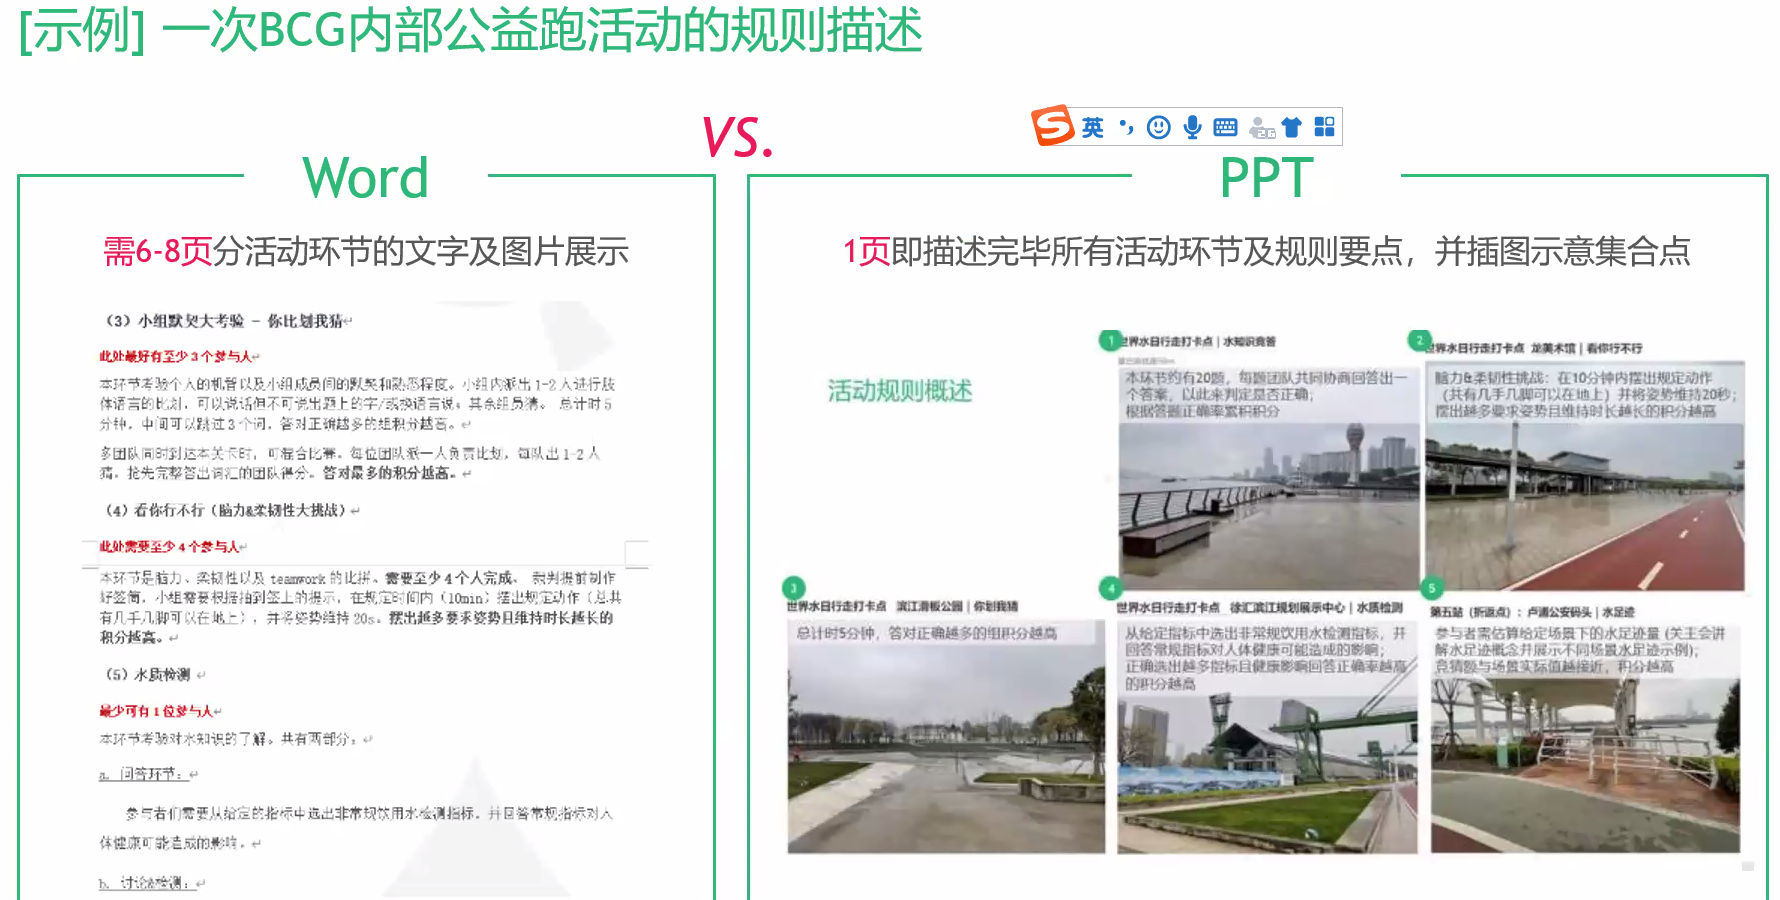 [示例] 一次BCG内部公益跑活动的规则描述
VS.
英
Word
需6-8页分活动环节的文字及图片展示
（3）小组默契大考验 – 你比划我猜
此处最好有至少3个参与人
本环节考验个人的机智以及小组成员间的默契和熟悉程度。小组内派出1-2人进行肢
体语言的比划，可以说话但不可说出题上的字/或换语言说，其余组员猜。 总计时5
分钟，中间可以跳过3个词，答对正确越多的组积分越高。
多团队同时到达本关卡时，可混合比赛。每位团队派一人负责比划，每队出1-2人
猜，抢先完整答出词汇的团队得分。答对最多的积分越高。
（4）看你行不行（脑力&柔韧性大挑战）
此处需要至少4个参与人
本环节是脑力、柔韧性以及 teamwork 的比拼。需要至少4个人完成。 裁判提前制作
好签筒，小组需要根据抽到签上的提示，在规定时间内（10min）摆出规定动作（总共
有几手几脚可以在地上），并将姿势维持20s。摆出越多要求姿势且维持时长越长的
积分越高。
（5）水质检测
最少可有1位参与人
本环节考验对水知识的了解。共有两部分：
a. 问答环节：
参与者们需要从给定的指标中选出非常规饮用水检测指标，并回答常规指标对人
体健康可能造成的影响。
b. 讨论&检测：
PPT
1页即描述完毕所有活动环节及规则要点，并插图示意集合点
活动规则概述
1
世界水日行走打卡点 | 水知识竞答
本环节约有20题，每题团队共同协商回答出一
个答案，以此来判定是否正确；
根据答题正确率累积积分
2
世界水日行走打卡点 龙美术馆 | 看你行不行
脑力&柔韧性挑战：在10分钟内摆出规定动作
（共有几手几脚可以在地上）并将姿势维持20秒；
摆出越多要求姿势且维持时长越长的积分越高
3
世界水日行走打卡点 滨江滑板公园 | 你划我猜
总计时5分钟，答对正确越多的组积分越高
4
世界水日行走打卡点 徐汇滨江规划展示中心 | 水质检测
从给定指标中选出非常规饮用水检测指标，并
回答常规指标对人体健康可能造成的影响；
正确选出越多指标且健康影响回答正确率越高
的积分越高
5
第五站（折返点）：卢浦公安码头 | 水足迹
参与者需估算给定场景下的水足迹量 (关王会讲
解水足迹概念并展示不同场景水足迹示例)；
竞猜额与场景实际值越接近，积分越高